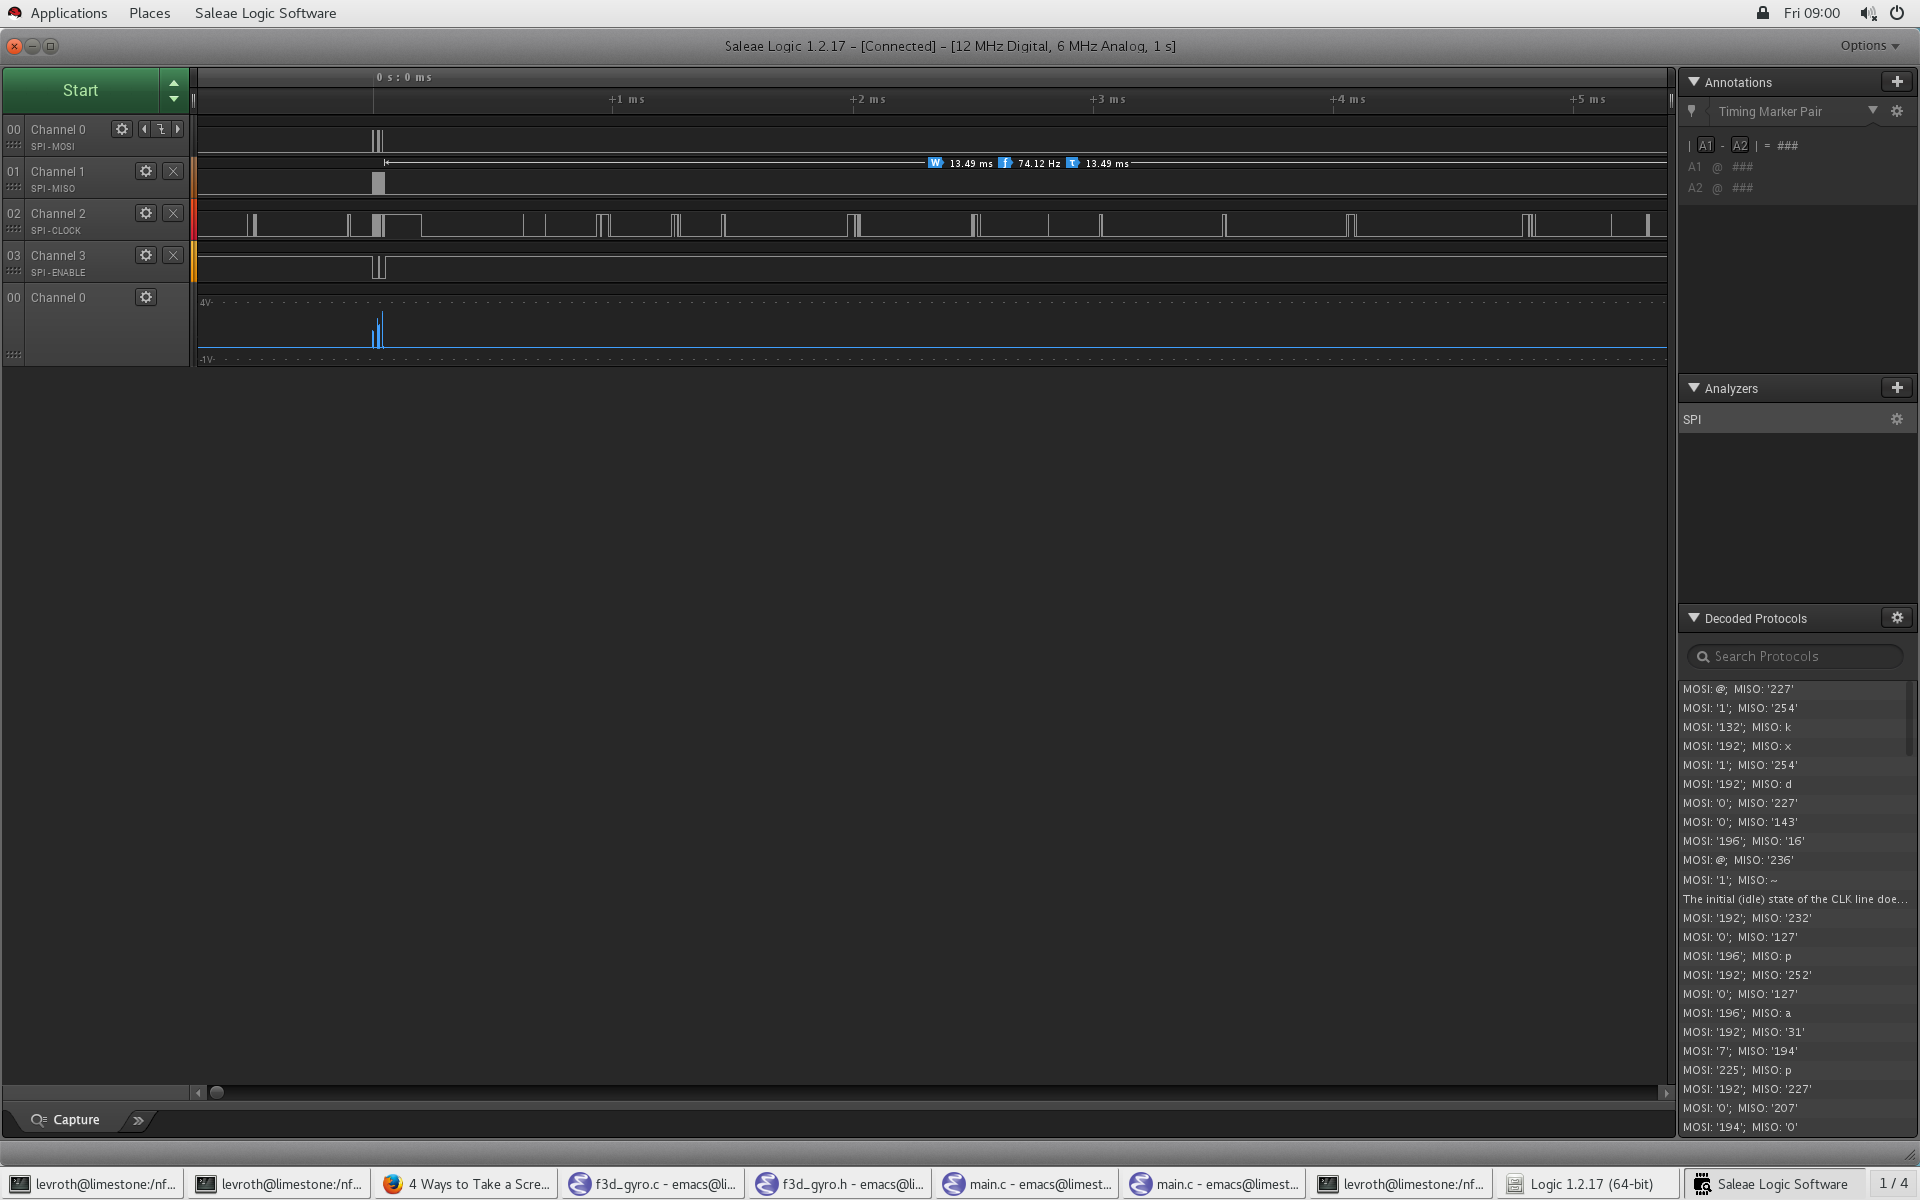 Applications Places Saleae Logic Software Fri 09:00
Saleae Logic 1.2.17 - [Connected] - [12 MHz Digital, 6 MHz Analog, 1 s] Options
Start
0 s : 0 ms
+1 ms +2 ms +3 ms +4 ms +5 ms
00 Channel 0
SPI - MOSI
01 Channel 1
SPI - MISO
W 13.49 ms f 74.12 Hz T 13.49 ms
02 Channel 2
SPI - CLOCK
03 Channel 3
SPI - ENABLE
00 Channel 0
4V
-1V
Annotations
Timing Marker Pair
| A1 - A2 | = ###
A1 @ ###
A2 @ ###
Analyzers
SPI
Decoded Protocols
Search Protocols
MOSI: @; MISO: '227'
MOSI: '1'; MISO: '254'
MOSI: '132'; MISO: k
MOSI: '192'; MISO: x
MOSI: '1'; MISO: '254'
MOSI: '192'; MISO: d
MOSI: '0'; MISO: '227'
MOSI: '0'; MISO: '143'
MOSI: '196'; MISO: '16'
MOSI: @; MISO: '236'
MOSI: '1'; MISO: ~
The initial (idle) state of the CLK line doe...
MOSI: '192'; MISO: '232'
MOSI: '0'; MISO: '127'
MOSI: '196'; MISO: p
MOSI: '192'; MISO: '252'
MOSI: '0'; MISO: '127'
MOSI: '196'; MISO: a
MOSI: '192'; MISO: '31'
MOSI: '7'; MISO: '194'
MOSI: '225'; MISO: p
MOSI: '192'; MISO: '227'
MOSI: '0'; MISO: '207'
MOSI: '194'; MISO: '0'
Capture
levroth@limestone:/nf... levroth@limestone:/nf... 4 Ways to Take a Scre... f3d_gyro.c - emacs@li... f3d_gyro.h - emacs@li... main.c - emacs@limest... main.c - emacs@limest... levroth@limestone:/nf... Logic 1.2.17 (64-bit) Saleae Logic Software 1 / 4